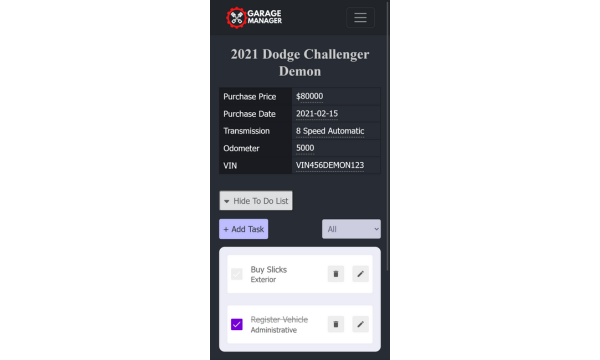 GARAGE
MANAGER
2021 Dodge Challenger
Demon
Purchase Price $80000
Purchase Date 2021-02-15
Transmission 8 Speed Automatic
Odometer 5000
VIN VIN456DEMON123
Hide To Do List
+ Add Task All
Buy Slicks
Exterior
Register Vehicle
Administrative